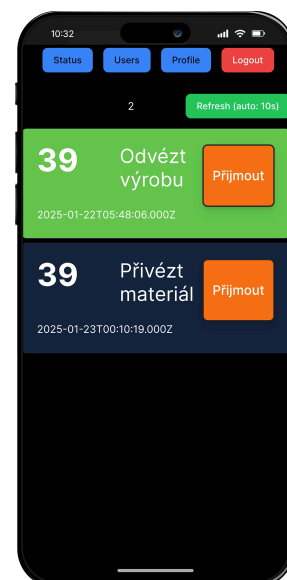 10:32
Status Users Profile Logout
2 Refresh (auto: 10s)
39 Odvézt výrobu Přijmout
2025-01-22T05:48:06.000Z
39 Přivézt materiál Přijmout
2025-01-23T00:10:19.000Z